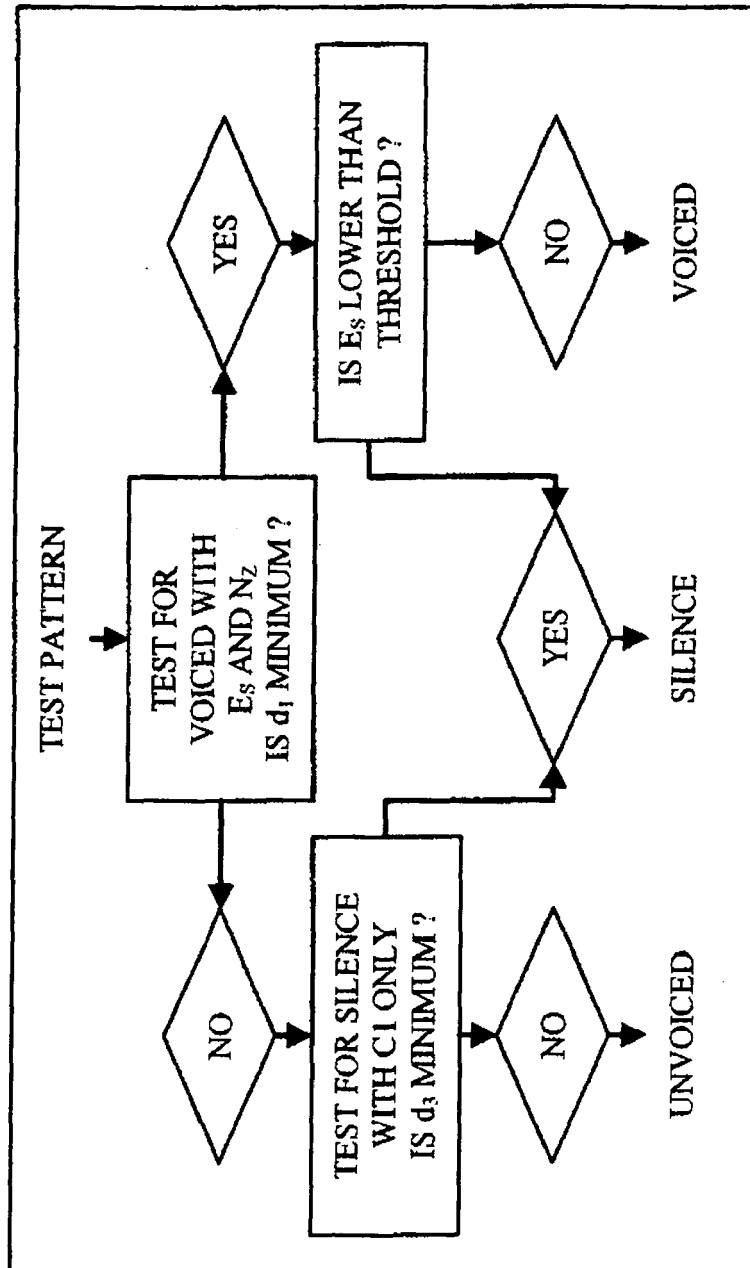 TEST PATTERN
TEST FOR
VOICED WITH
E_S AND N_Z
IS d_1 MINIMUM ?
NO
YES
TEST FOR SILENCE
WITH C1 ONLY
IS d_3 MINIMUM ?
IS E_S LOWER THAN
THRESHOLD ?
NO
YES
NO
UNVOICED
SILENCE
VOICED